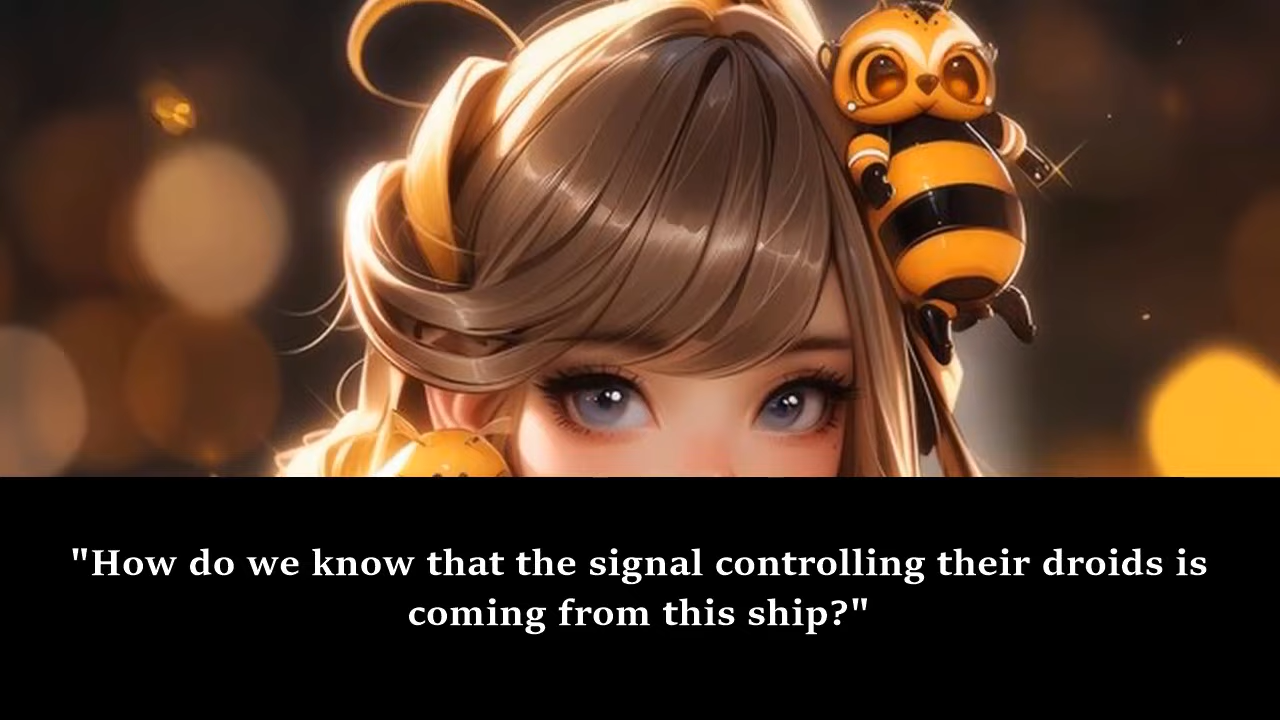 "How do we know that the signal controlling their droids is
coming from this ship?"